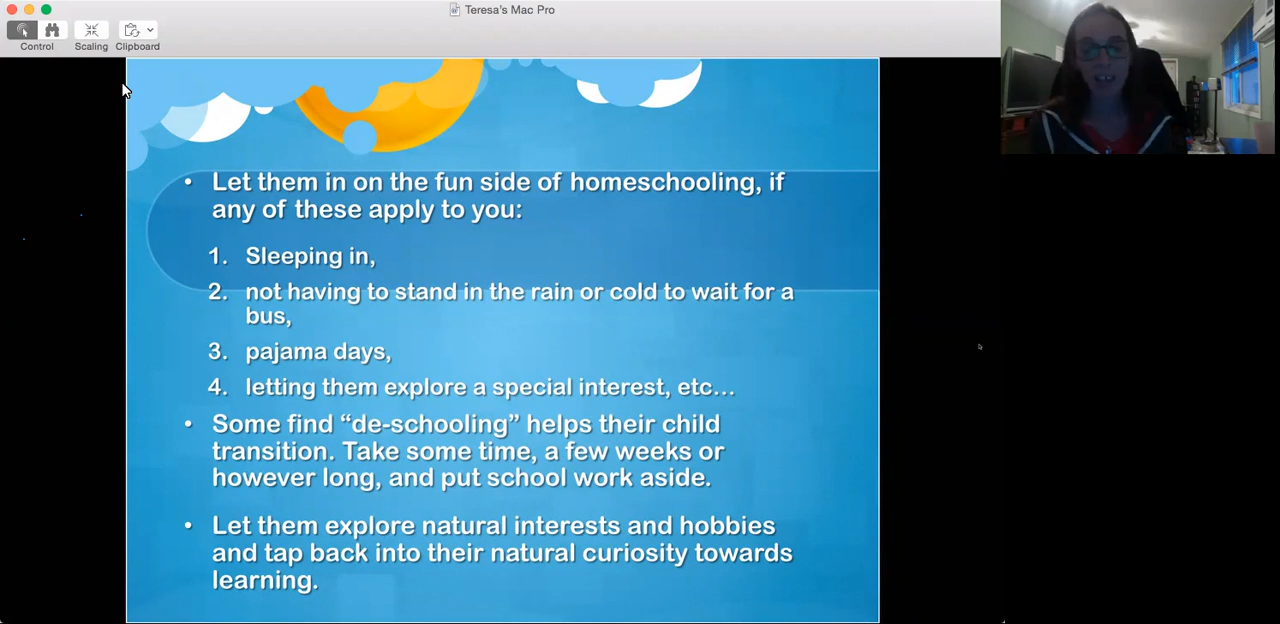 Teresa's Mac Pro
Control
Scaling
Clipboard
• Let them in on the fun side of homeschooling, if
any of these apply to you:
1. Sleeping in,
2. not having to stand in the rain or cold to wait for a
bus,
3. pajama days,
4. letting them explore a special interest, etc...
• Some find “de-schooling” helps their child
transition. Take some time, a few weeks or
however long, and put school work aside.
• Let them explore natural interests and hobbies
and tap back into their natural curiosity towards
learning.